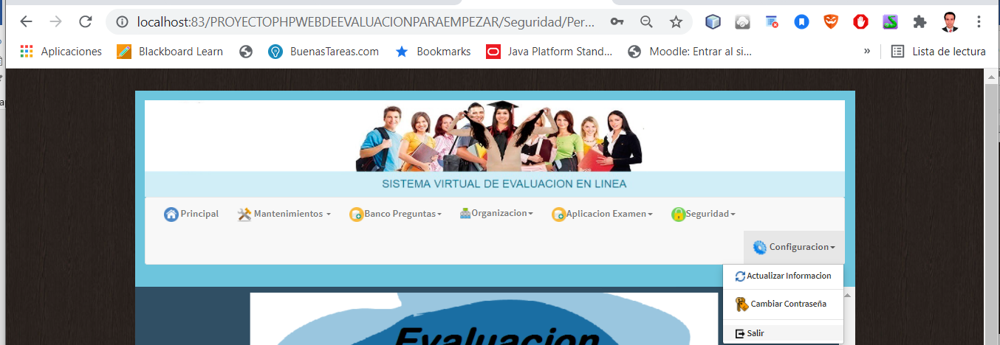 localhost:83/PROYECTOPHPWEBDEEVALUACIONPARAEMPEZAR/Seguridad/Per...
Aplicaciones Blackboard Learn BuenasTareas.com Bookmarks Java Platform Stand... Moodle: Entrar al si... » Lista de lectura
SISTEMA VIRTUAL DE EVALUACION EN LINEA
Principal Mantenimientos Banco Preguntas Organizacion Aplicacion Examen Seguridad
Configuracion
Actualizar Informacion
Cambiar Contraseña
Evaluacion
Salir